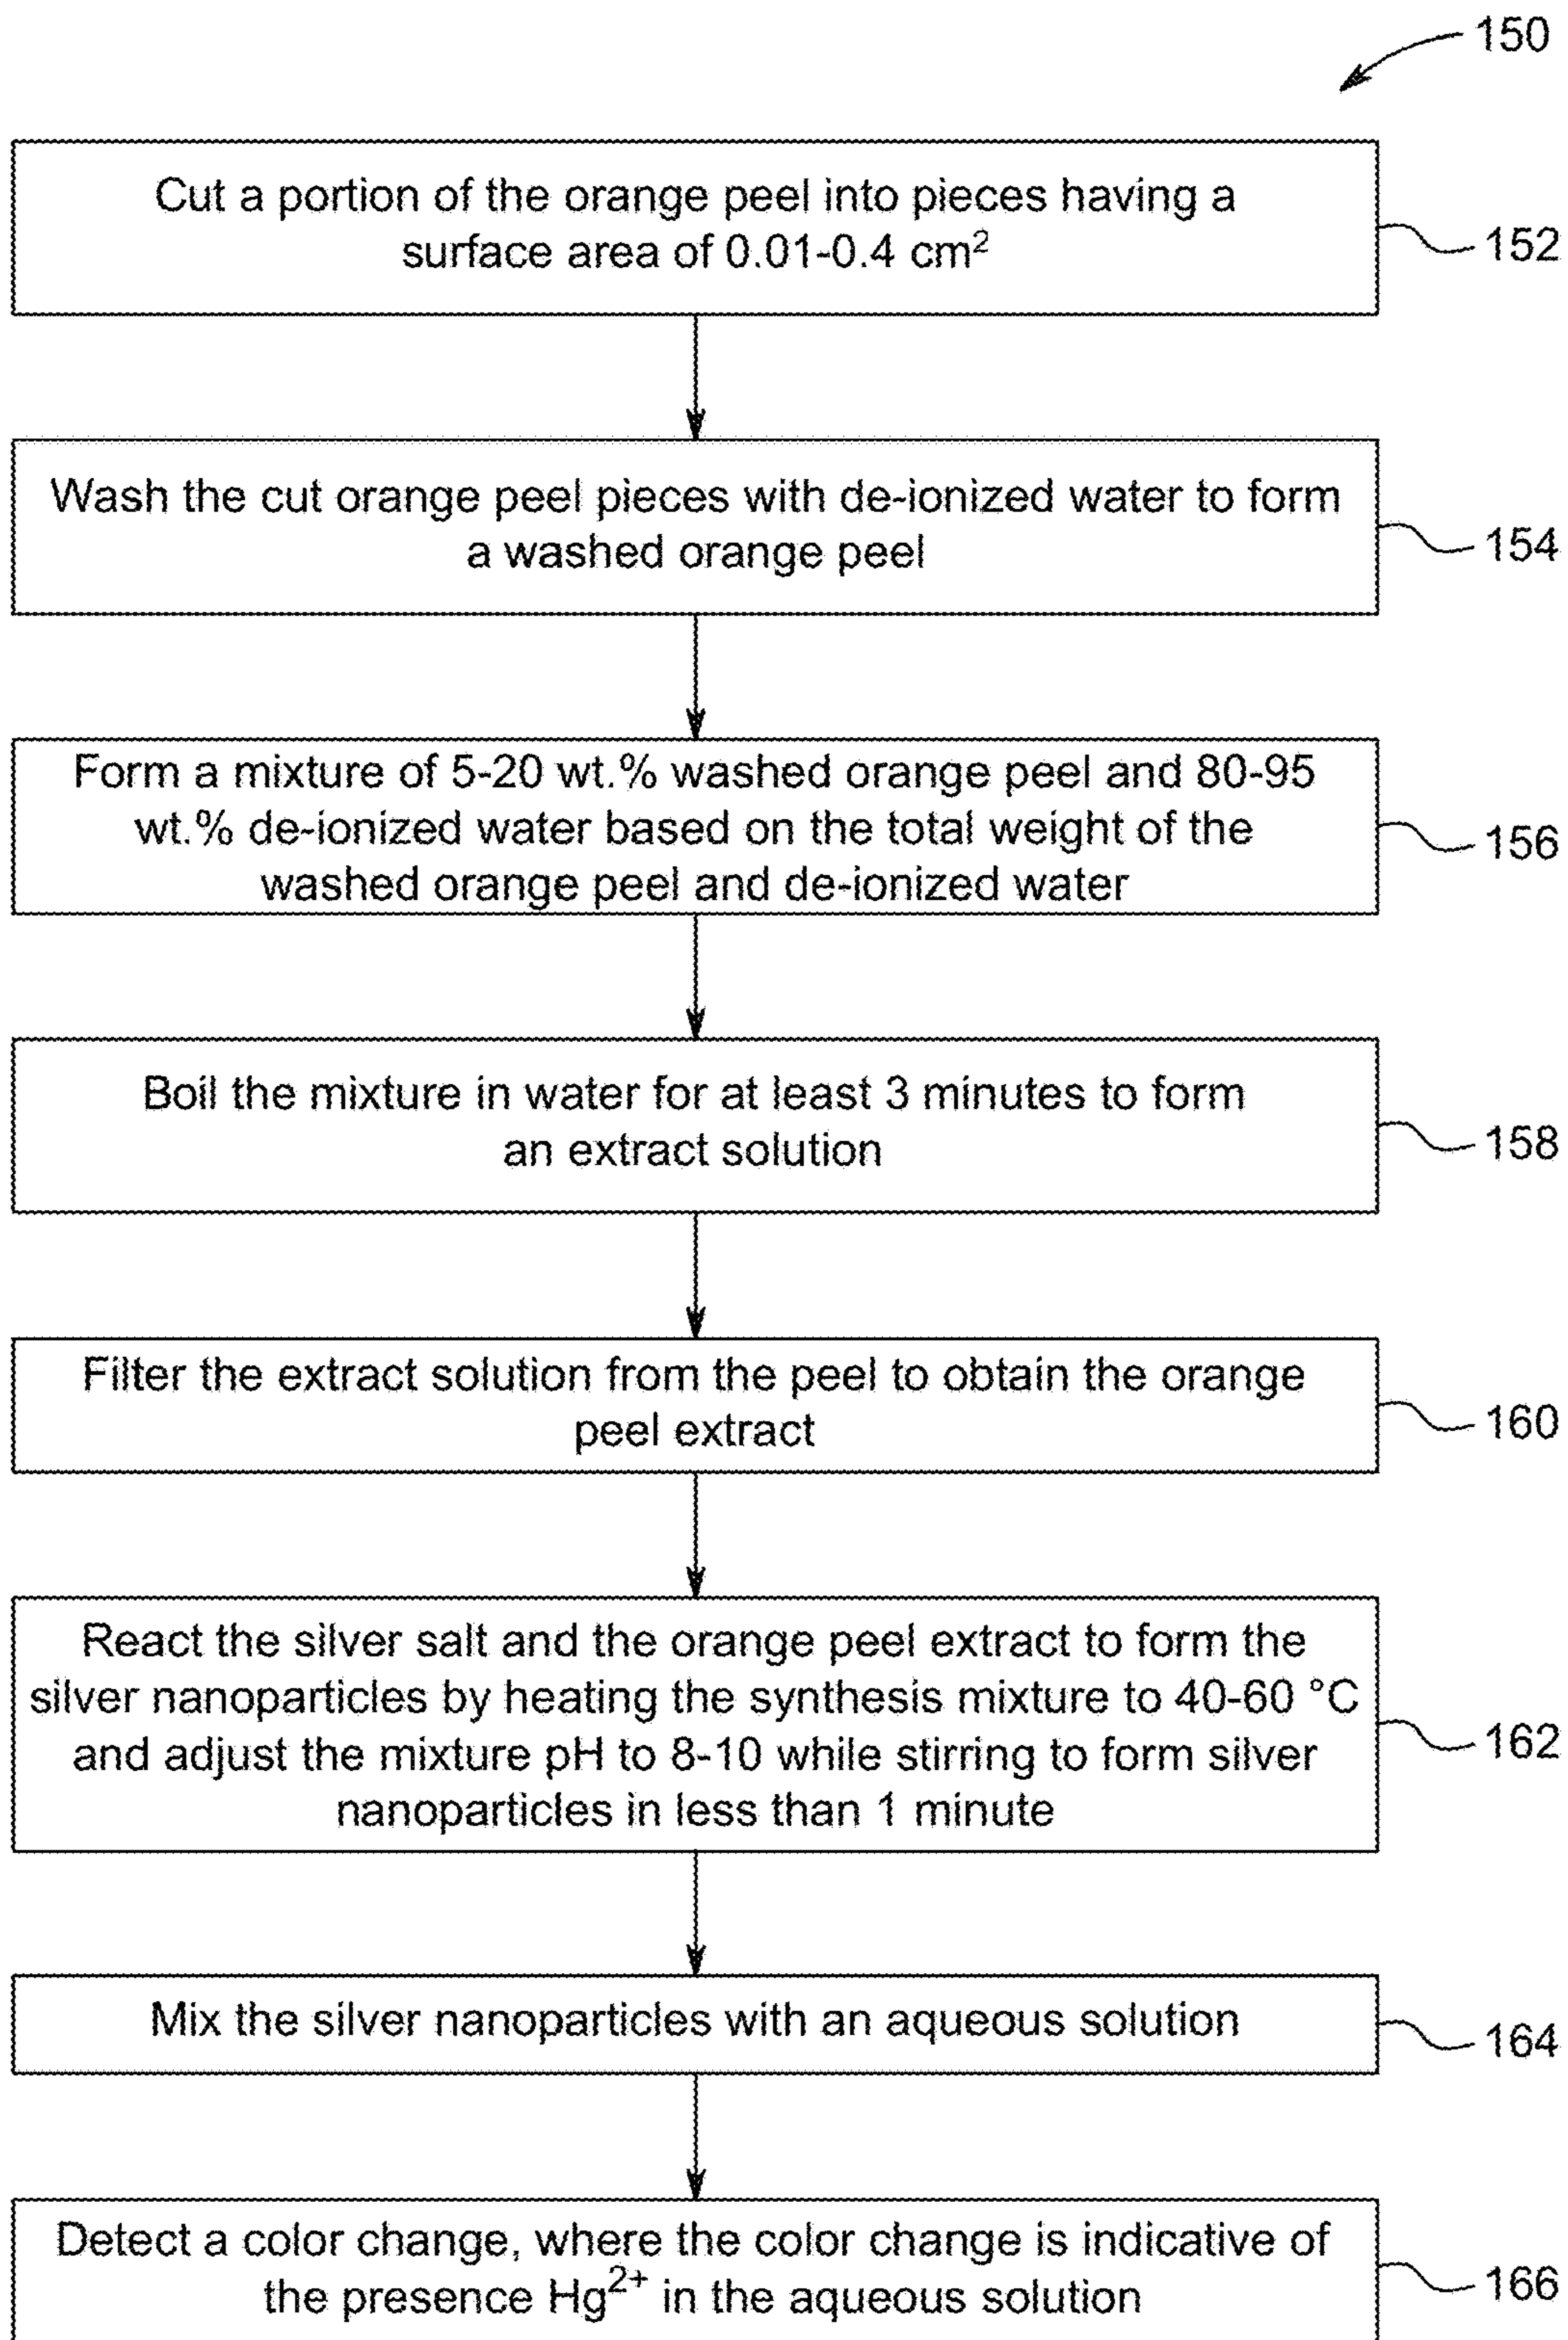 150
Cut a portion of the orange peel into pieces having a
surface area of 0.01-0.4 cm²
152
Wash the cut orange peel pieces with de-ionized water to form
a washed orange peel
154
Form a mixture of 5-20 wt.% washed orange peel and 80-95
wt.% de-ionized water based on the total weight of the
washed orange peel and de-ionized water
156
Boil the mixture in water for at least 3 minutes to form
an extract solution
158
Filter the extract solution from the peel to obtain the orange
peel extract
160
React the silver salt and the orange peel extract to form the
silver nanoparticles by heating the synthesis mixture to 40-60 °C
and adjust the mixture pH to 8-10 while stirring to form silver
nanoparticles in less than 1 minute
162
Mix the silver nanoparticles with an aqueous solution
164
Detect a color change, where the color change is indicative of
the presence Hg²⁺ in the aqueous solution
166